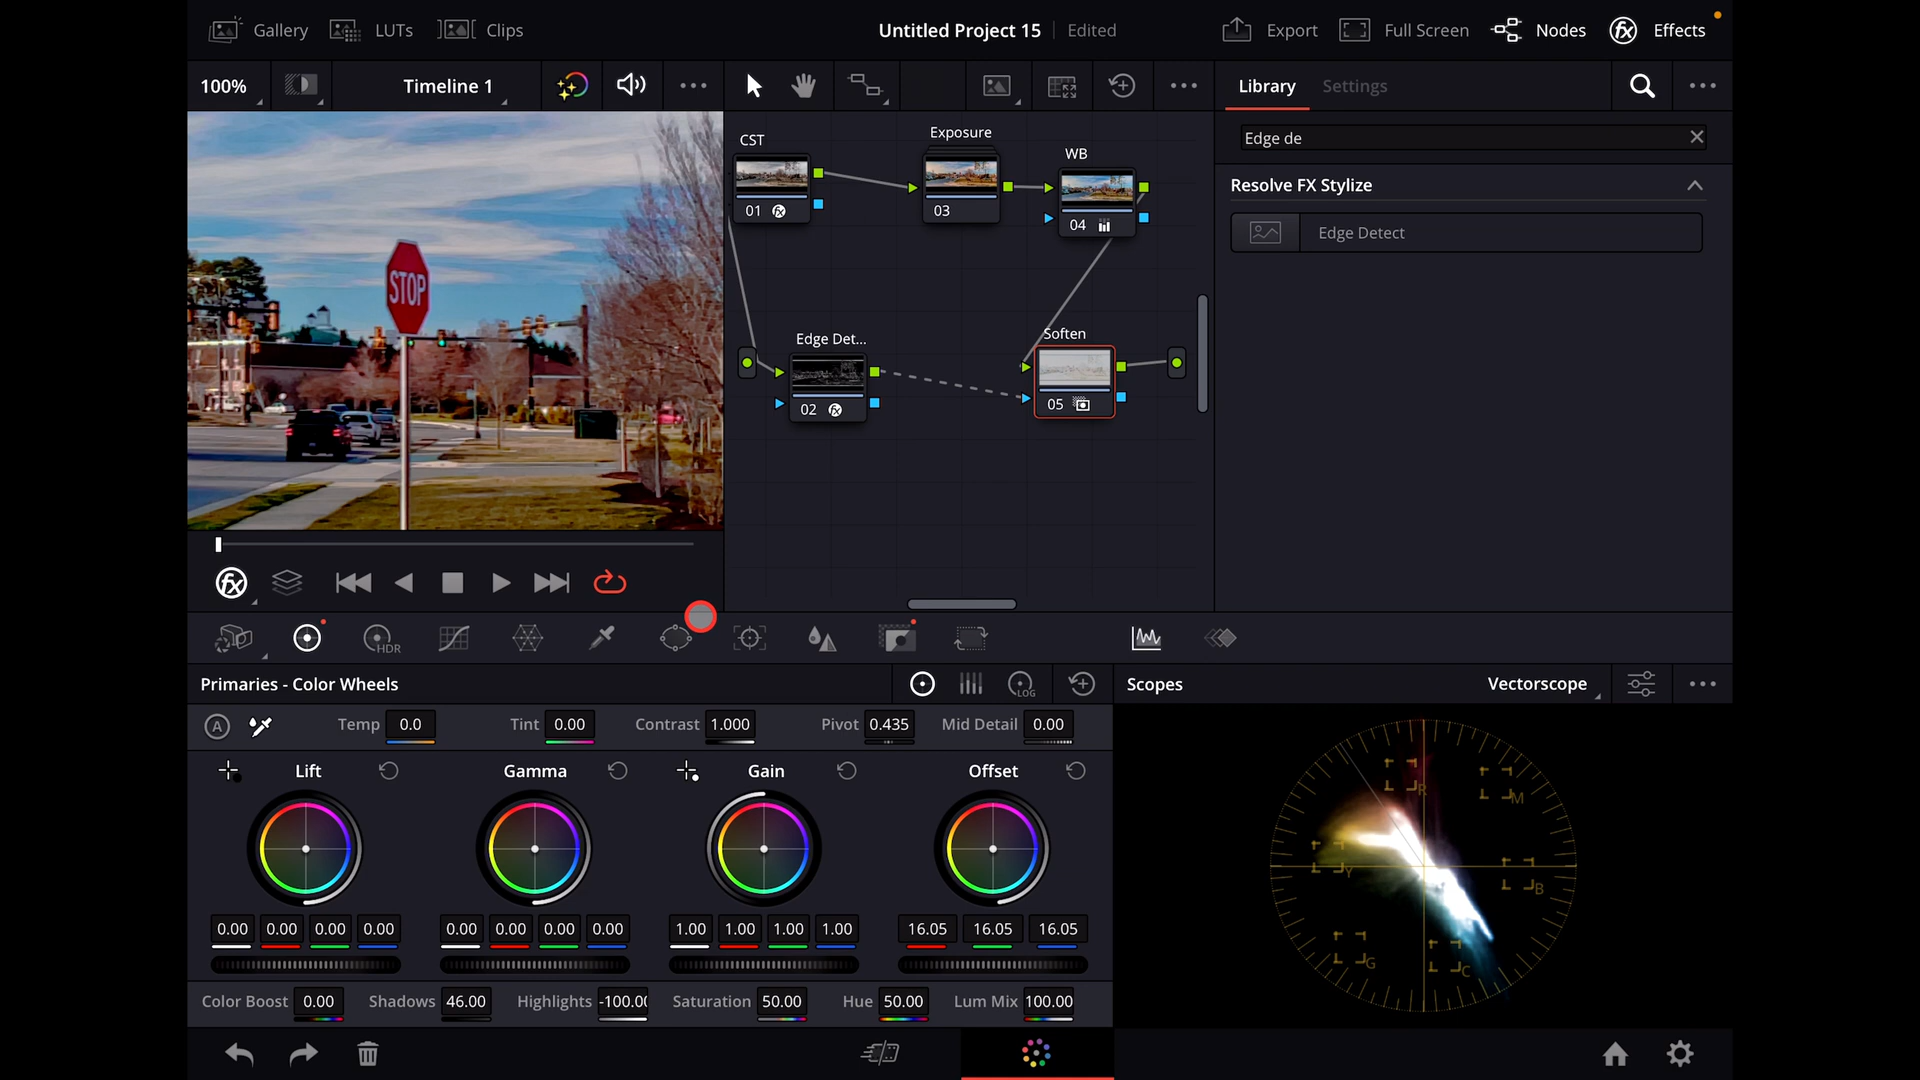 Gallery
LUTs
Clips
Untitled Project 15
Edited
Export
Full Screen
Nodes
fx
Effects
100%
Timeline 1
Library
Settings
Edge de
Resolve FX Stylize
Edge Detect
STOP
CST
01
fx
Exposure
03
WB
04
Edge Det...
02
fx
Soften
05
fx
HDR
Primaries - Color Wheels
LOG
Scopes
Vectorscope
A
Temp 0.0
Tint 0.00
Contrast 1.000
Pivot 0.435
Mid Detail 0.00
Lift
Gamma
Gain
Offset
0.00 0.00 0.00 0.00
0.00 0.00 0.00 0.00
1.00 1.00 1.00 1.00
16.05 16.05 16.05
Color Boost 0.00
Shadows 46.00
Highlights -100.00
Saturation 50.00
Hue 50.00
Lum Mix 100.00
R
M
Y
B
G
C